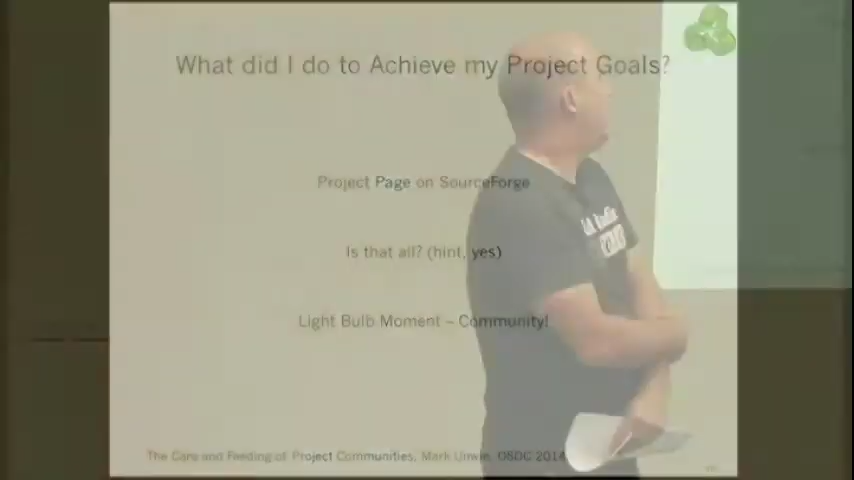 What did I do to Achieve my Project Goals?
Project Page on SourceForge
Is that all? (hint, yes)
Light Bulb Moment – Community!
The Care and Feeding of Project Communities, Mark Unwin, OSDC 2014